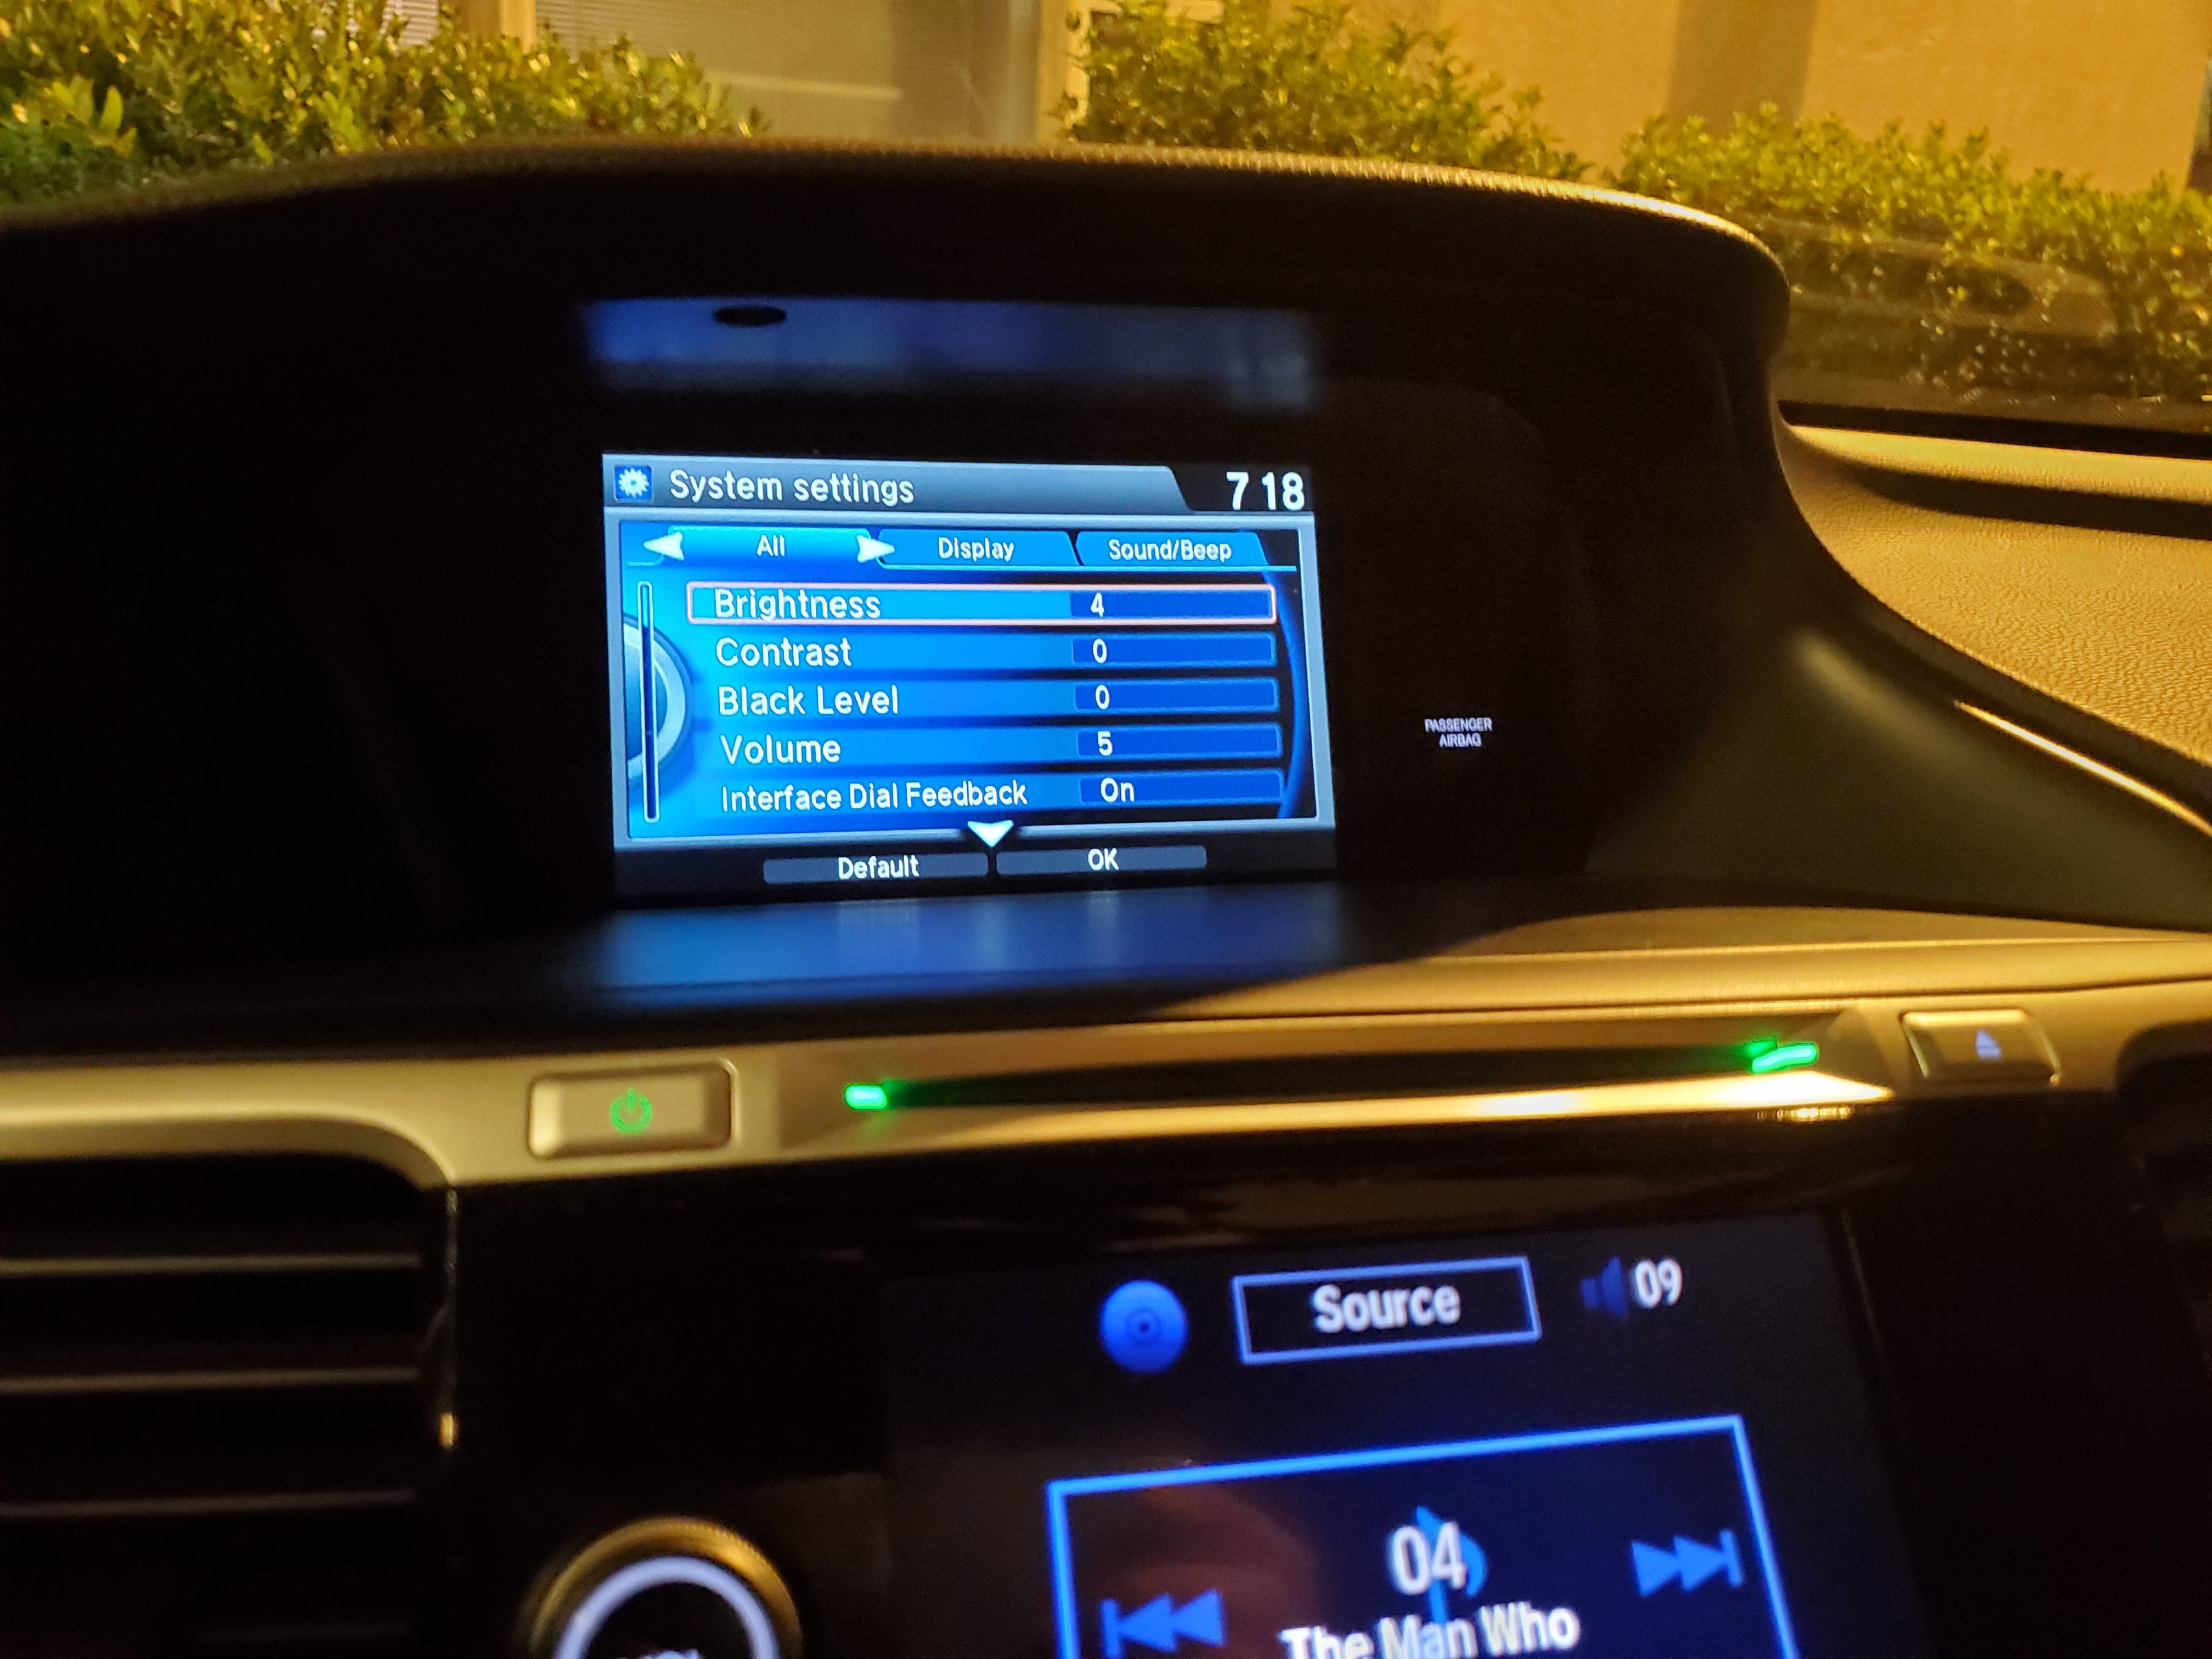 System settings 7 18
All Display Sound/Beep
Brightness 4
Contrast 0
Black Level 0
Volume 5
Interface Dial Feedback On
Default OK
PASSENGER
AIRBAG
Source 09
04
The Man Who